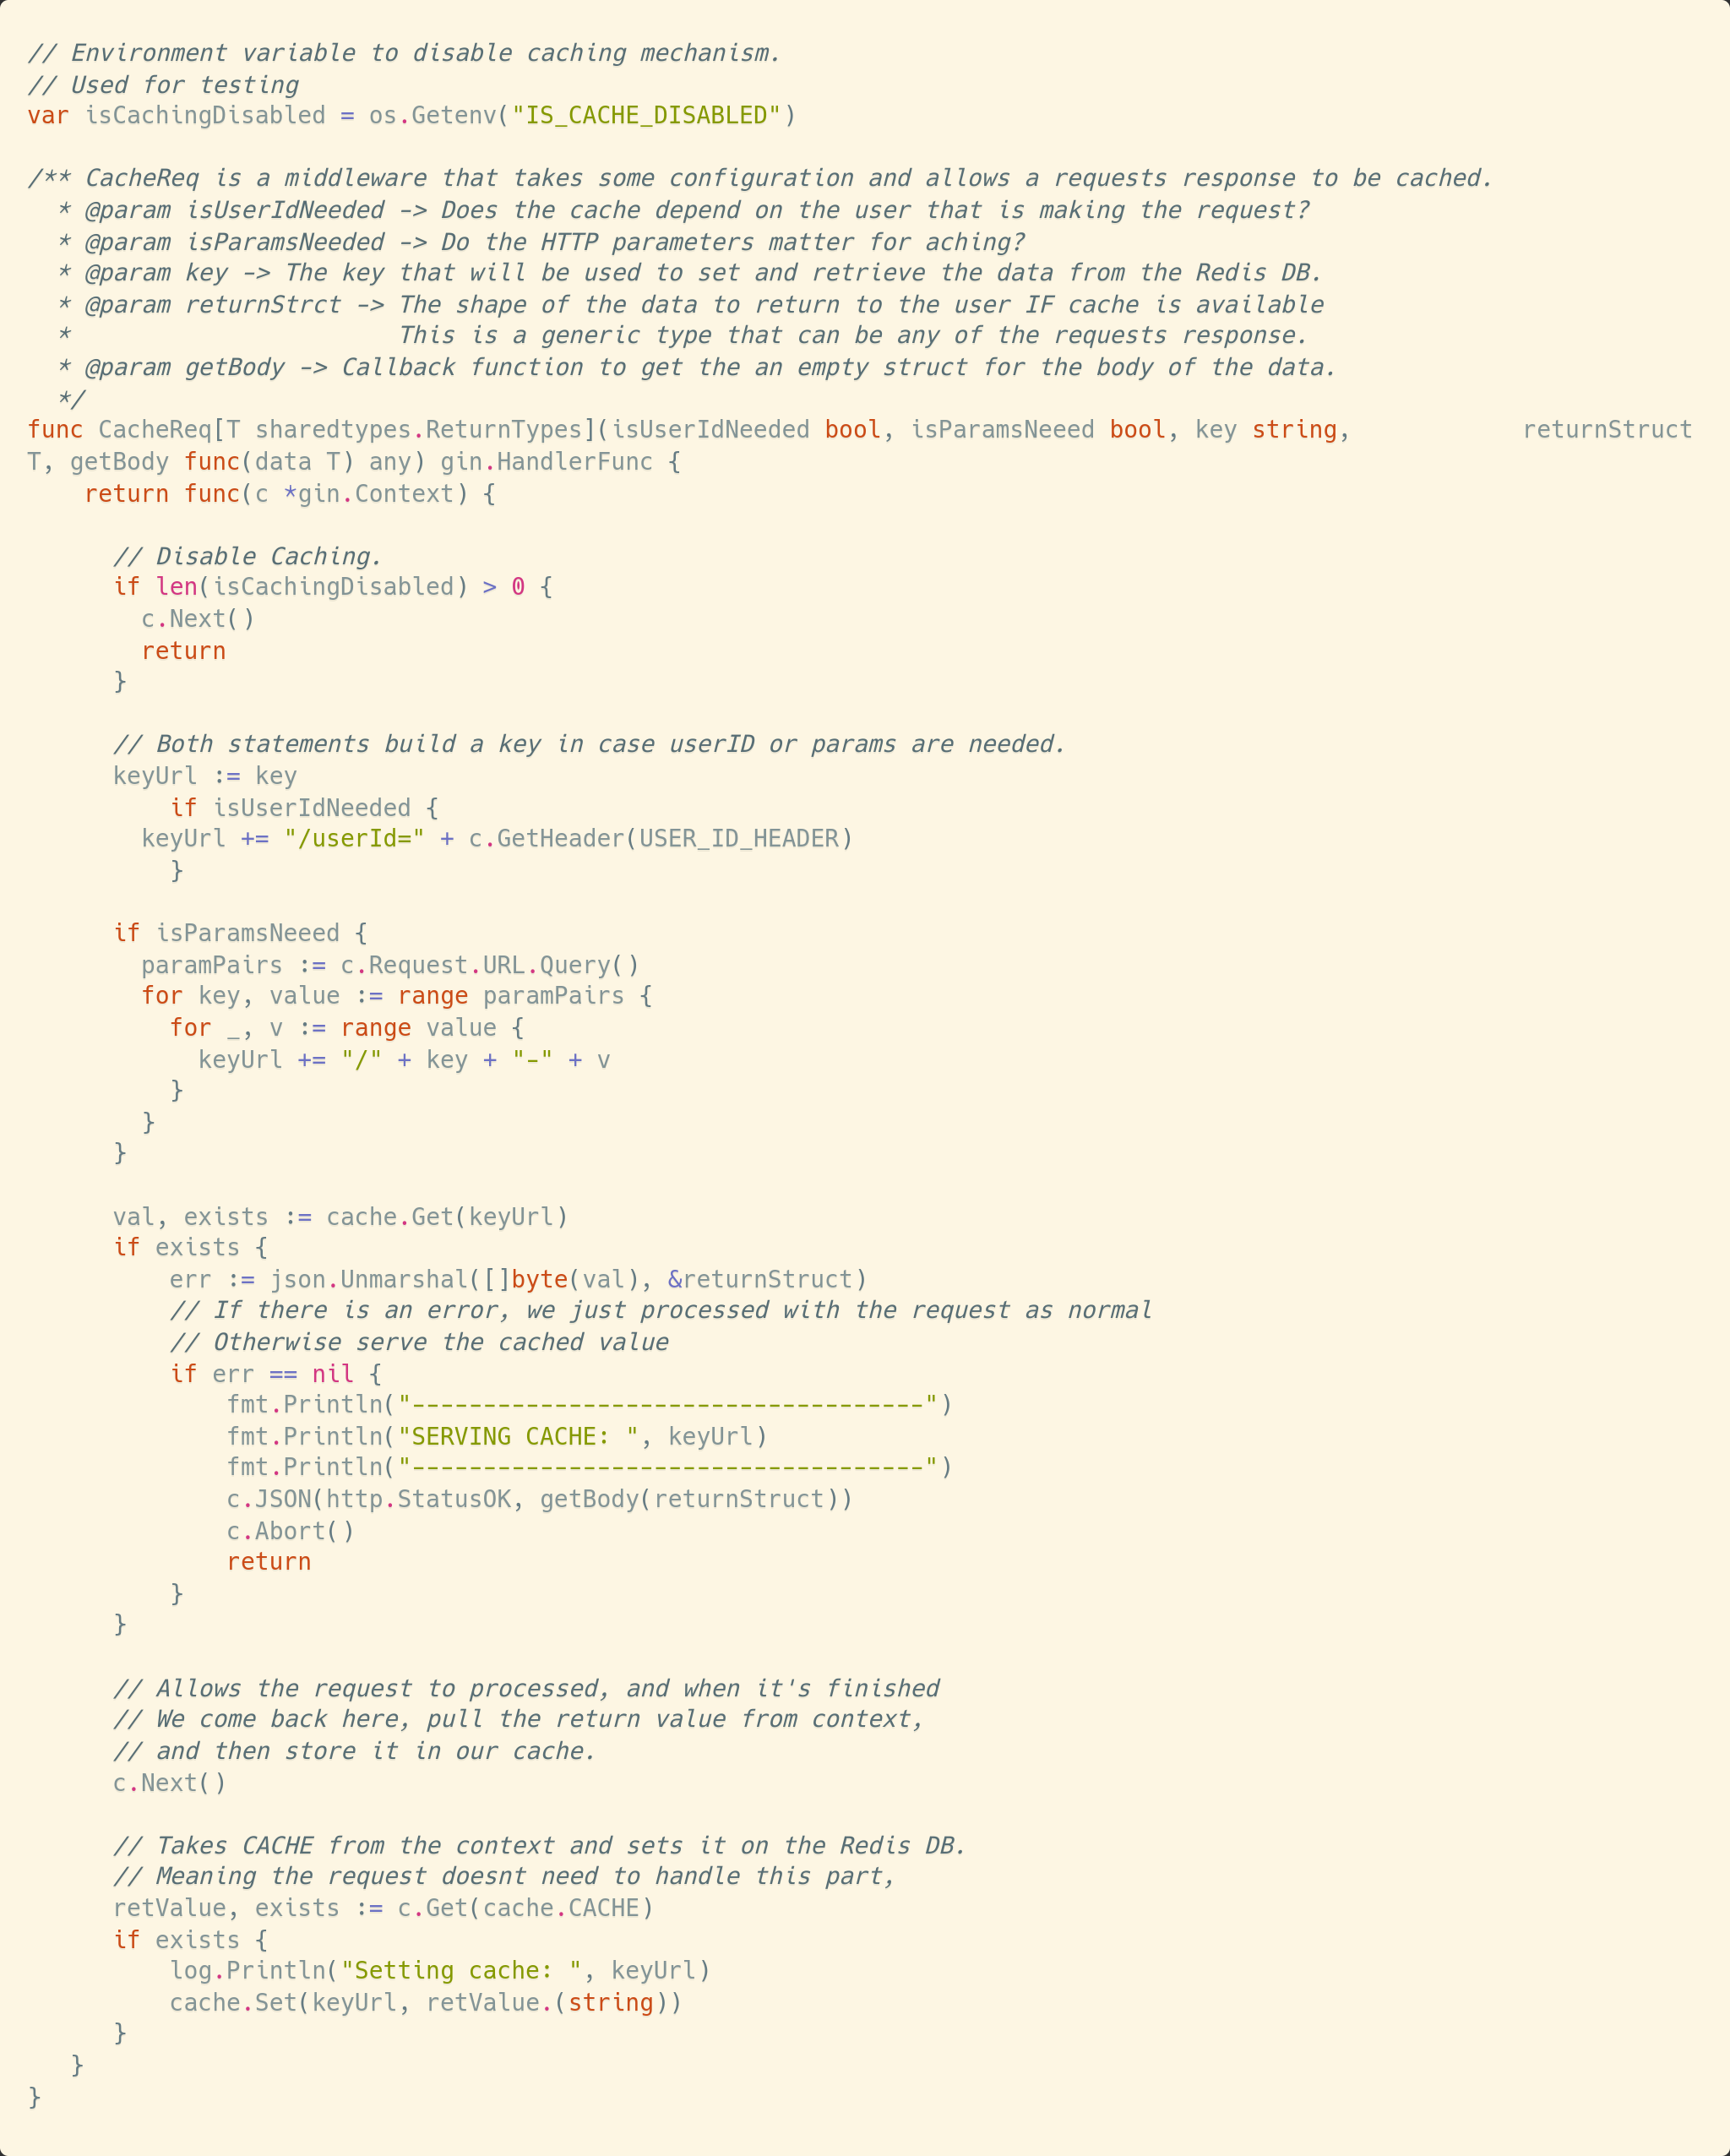 // Environment variable to disable caching mechanism.
// Used for testing
var isCachingDisabled = os.Getenv("IS_CACHE_DISABLED")

/** CacheReq is a middleware that takes some configuration and allows a requests response to be cached.
  * @param isUserIdNeeded -> Does the cache depend on the user that is making the request?
  * @param isParamsNeeded -> Do the HTTP parameters matter for aching?
  * @param key -> The key that will be used to set and retrieve the data from the Redis DB.
  * @param returnStrct -> The shape of the data to return to the user IF cache is available
  *                       This is a generic type that can be any of the requests response.
  * @param getBody -> Callback function to get the an empty struct for the body of the data.
  */
func CacheReq[T sharedtypes.ReturnTypes](isUserIdNeeded bool, isParamsNeeed bool, key string,            returnStruct
T, getBody func(data T) any) gin.HandlerFunc {
    return func(c *gin.Context) {

      // Disable Caching.
      if len(isCachingDisabled) > 0 {
        c.Next()
        return
      }

      // Both statements build a key in case userID or params are needed.
      keyUrl := key
          if isUserIdNeeded {
        keyUrl += "/userId=" + c.GetHeader(USER_ID_HEADER)
          }

      if isParamsNeeed {
        paramPairs := c.Request.URL.Query()
        for key, value := range paramPairs {
          for _, v := range value {
            keyUrl += "/" + key + "-" + v
          }
        }
      }

      val, exists := cache.Get(keyUrl)
      if exists {
          err := json.Unmarshal([]byte(val), &returnStruct)
          // If there is an error, we just processed with the request as normal
          // Otherwise serve the cached value
          if err == nil {
              fmt.Println("------------------------------------")
              fmt.Println("SERVING CACHE: ", keyUrl)
              fmt.Println("------------------------------------")
              c.JSON(http.StatusOK, getBody(returnStruct))
              c.Abort()
              return
          }
      }

      // Allows the request to processed, and when it's finished
      // We come back here, pull the return value from context,
      // and then store it in our cache.
      c.Next()

      // Takes CACHE from the context and sets it on the Redis DB.
      // Meaning the request doesnt need to handle this part,
      retValue, exists := c.Get(cache.CACHE)
      if exists {
          log.Println("Setting cache: ", keyUrl)
          cache.Set(keyUrl, retValue.(string))
      }
   }
}